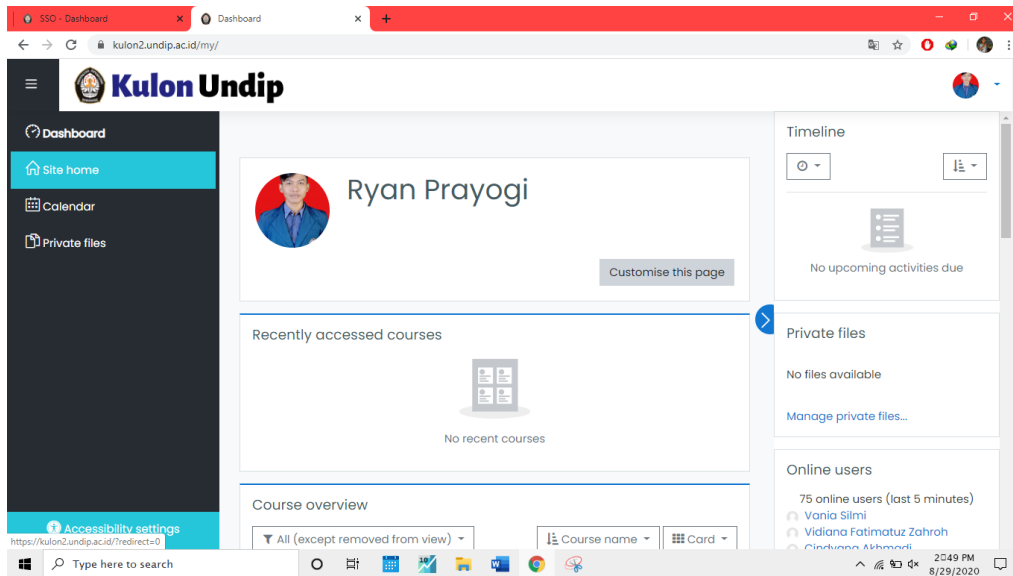 SSO - Dashboard
Dashboard
kulon2.undip.ac.id/my/
Kulon Undip
Dashboard
Site home
Calendar
Private files
Accessibility settings
https://kulon2.undip.ac.id/?redirect=0
Ryan Prayogi
Customise this page
Recently accessed courses
No recent courses
Course overview
All (except removed from view)
Course name
Card
Timeline
No upcoming activities due
Private files
No files available
Manage private files...
Online users
75 online users (last 5 minutes)
Vania Silmi
Vidiana Fatimatuz Zahroh
Type here to search
2:49 PM
8/29/2020